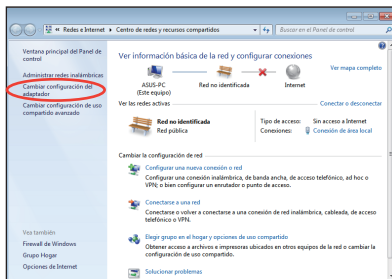 « Redes e Internet ▸ Centro de redes y recursos compartidos
Buscar en el Panel de control
Ventana principal del Panel de control
Administrar redes inalámbricas
Cambiar configuración del adaptador
Cambiar configuración de uso compartido avanzado
Vea también
Firewall de Windows
Grupo Hogar
Opciones de Internet
Ver información básica de la red y configurar conexiones
Ver mapa completo
ASUS-PC
(Este equipo)
Red no identificada
Internet
Ver las redes activas
Conectar o desconectar
Red no identificada
Red pública
Tipo de acceso: Sin acceso a Internet
Conexiones: Conexión de área local
Cambiar la configuración de red
Configurar una nueva conexión o red
Configurar una conexión inalámbrica, de banda ancha, de acceso telefónico, ad hoc o
VPN; o bien configurar un enrutador o punto de acceso.
Conectarse a una red
Conectarse o volver a conectarse a una conexión de red inalámbrica, cableada, de acceso
telefónico o VPN.
Elegir grupo en el hogar y opciones de uso compartido
Obtener acceso a archivos e impresoras ubicados en otros equipos de la red o cambiar la
configuración de uso compartido.
Solucionar problemas